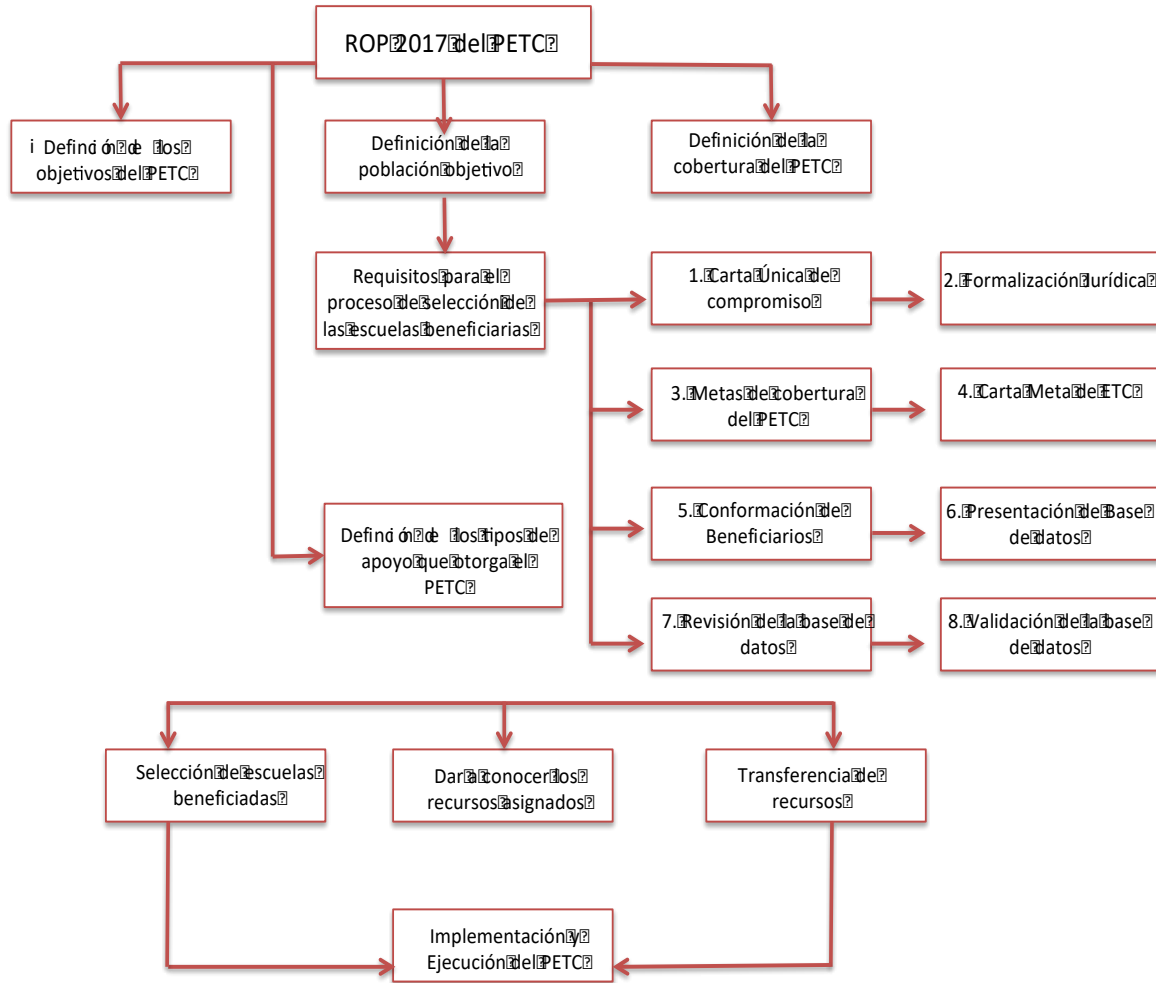 ROP 2017 del PETC
Definición de los
objetivos del PETC
Definición de la
población objetivo
Definición de la
cobertura del PETC
Requisitos para el
proceso de selección de
las escuelas beneficiarias
1. Carta Única de
compromiso
2. Formalización Jurídica
3. Metas de cobertura
del PETC
4. Carta Meta de ETC
Definición de los tipos de
apoyo que otorga el
PETC
5. Conformación de
Beneficiarios
6. Presentación de Base
de datos
7. Revisión de la base de
datos
8. Validación de la base
de datos
Selección de escuelas
beneficiadas
Dar a conocer los
recursos asignados
Transferencia de
recursos
Implementación y
Ejecución del PETC